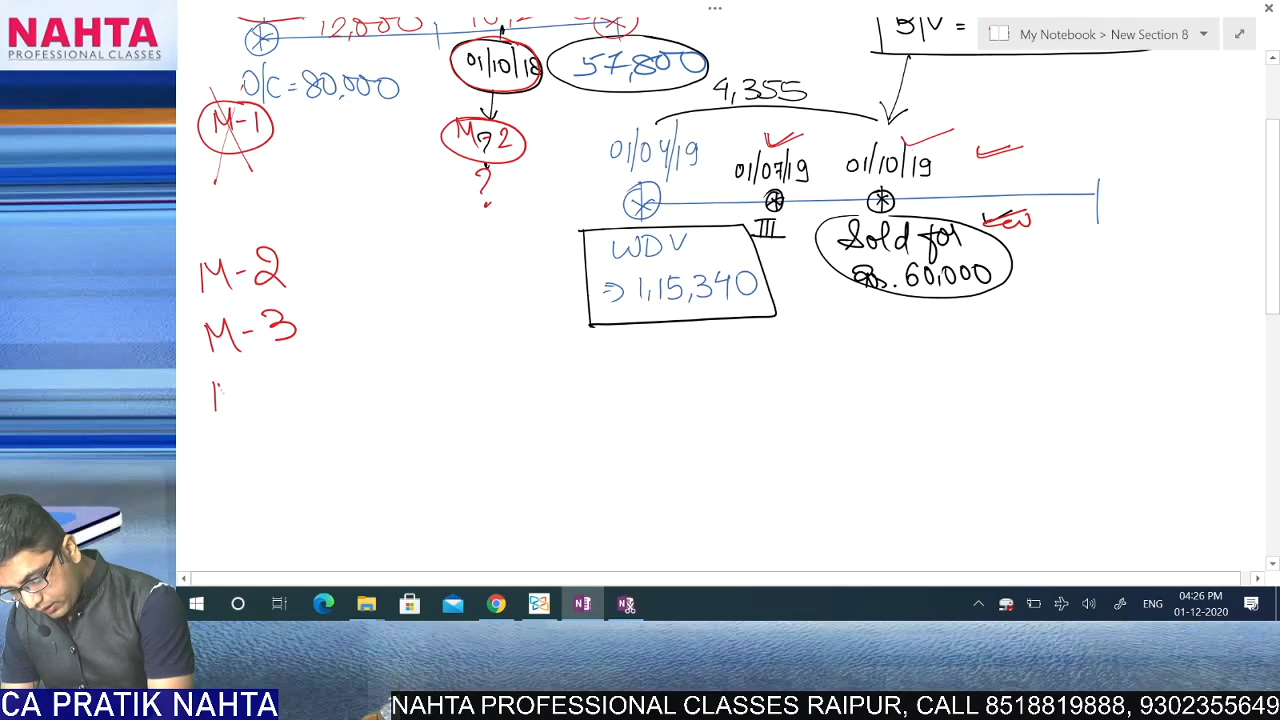 NAHTA
PROFESSIONAL CLASSES
12,000
O/C = 80,000
01/10/18
57,800
B/V =
My Notebook > New Section 8
M-1
M-2
?
4,355
01/04/19
01/07/19
01/10/19
III
WDV
⇒ 1,15,340
Sold for
Rs. 60,000
M-2
M-3
ENG
04:26 PM
01-12-2020
CA PRATIK NAHTA
NAHTA PROFESSIONAL CLASSES RAIPUR, CALL 8518819888, 9302355649